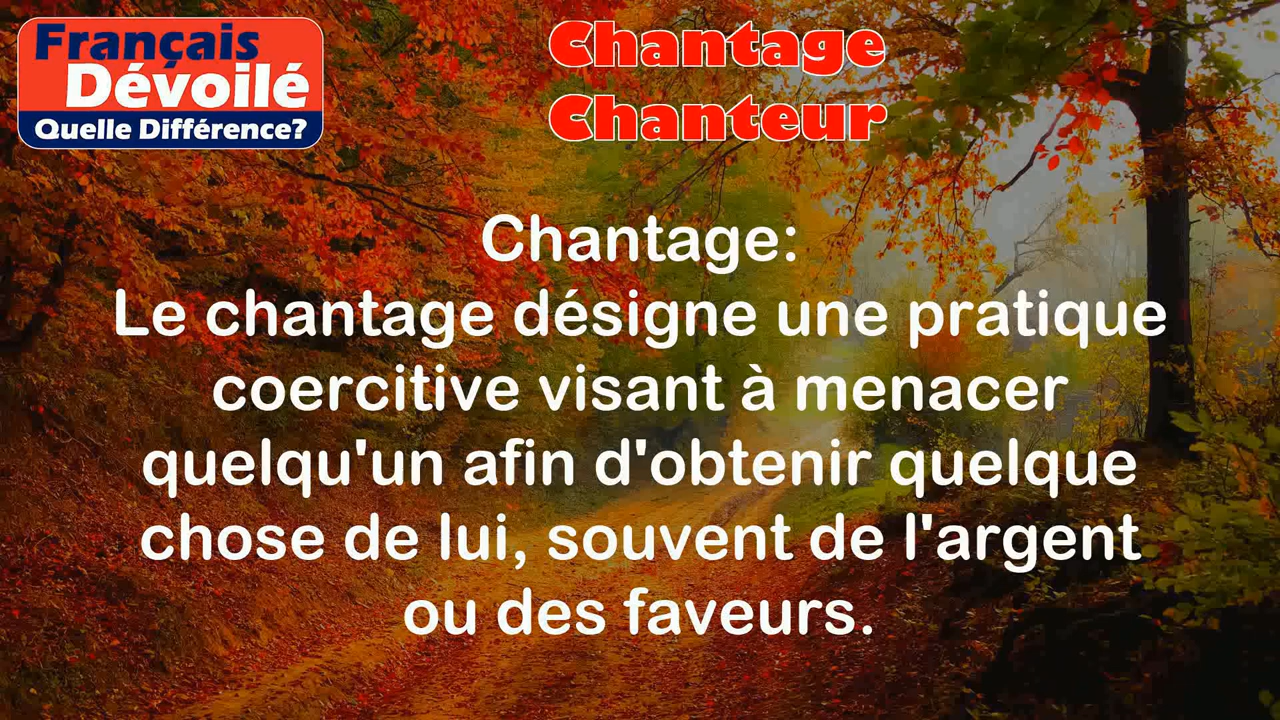 Français
Dévoilé
Quelle Différence?
Chantage
Chanteur
Chantage:
Le chantage désigne une pratique
coercitive visant à menacer
quelqu'un afin d'obtenir quelque
chose de lui, souvent de l'argent
ou des faveurs.